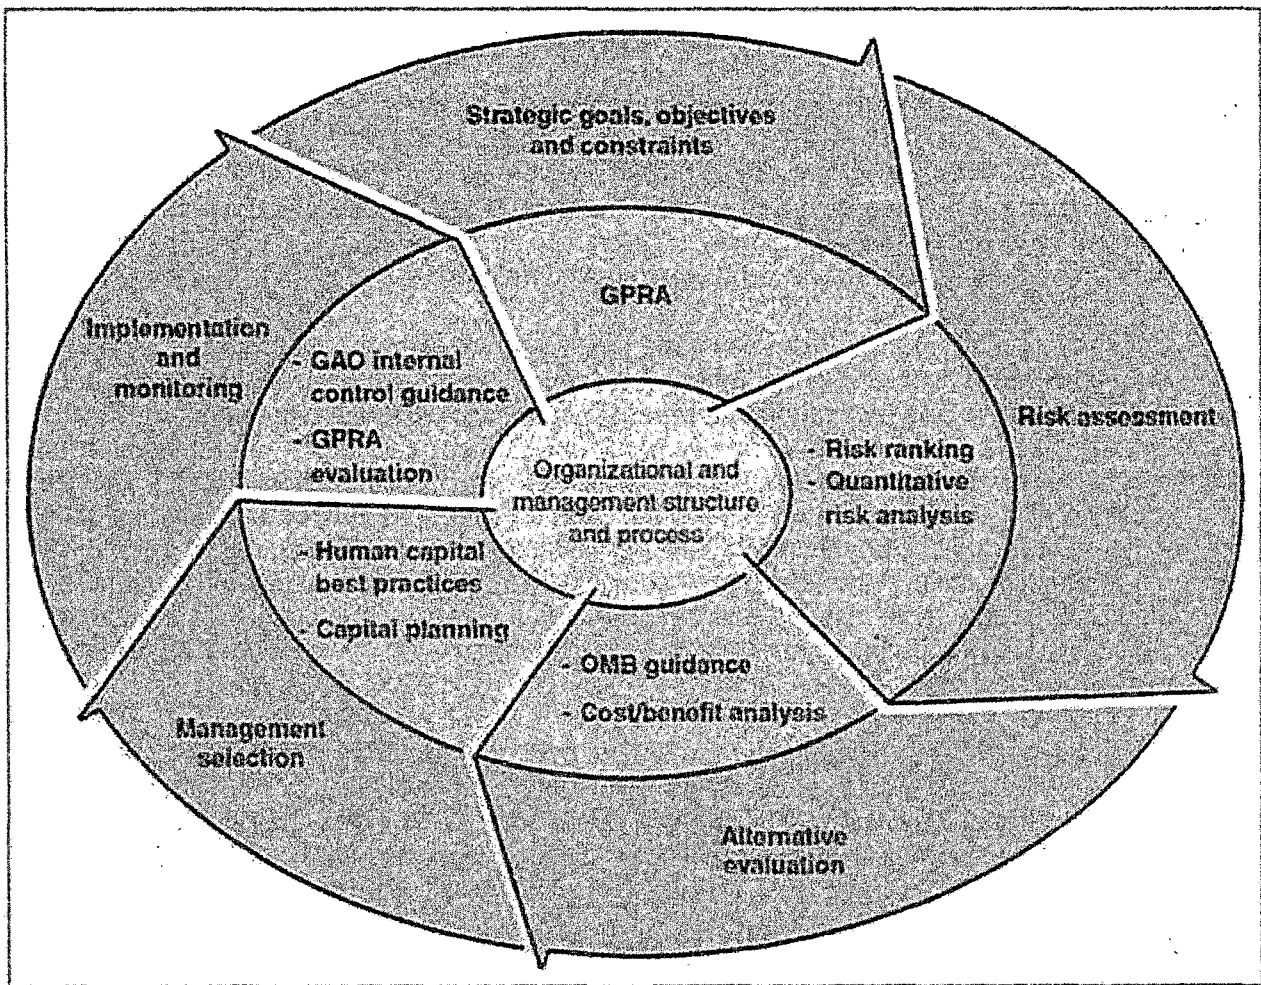 Strategic goals, objectives
and constraints
GPRA
Implementation
and
monitoring
- GAO internal
control guidance
- GPRA
evaluation
Risk assessment
- Risk ranking
- Quantitative
risk analysis
Organizational and
management structure
and process
- Human capital
best practices
- Capital planning
- OMB guidance
- Cost/benefit analysis
Management
selection
Alternative
evaluation